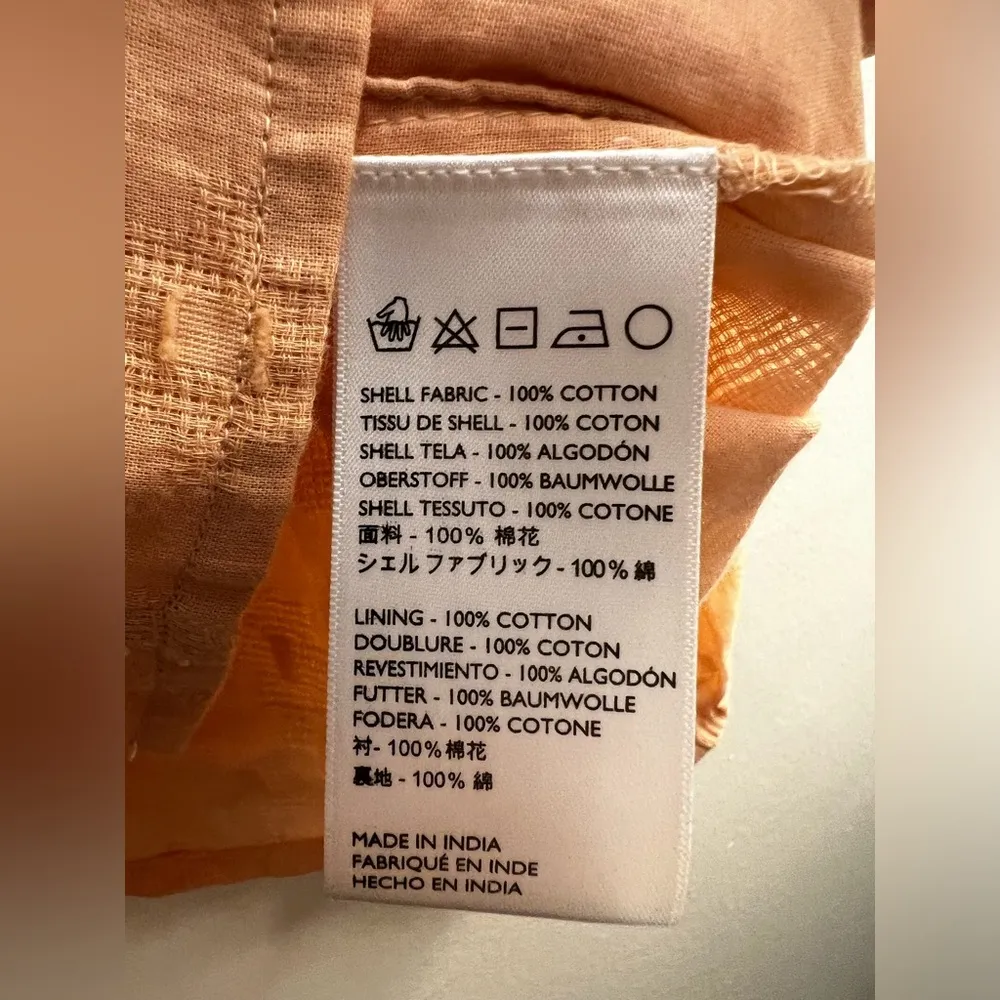 SHELL FABRIC - 100% COTTON
TISSU DE SHELL - 100% COTON
SHELL TELA - 100% ALGODÓN
OBERSTOFF - 100% BAUMWOLLE
SHELL TESSUTO - 100% COTONE
面料 - 100% 棉花
シェル ファブリック - 100% 綿
LINING - 100% COTTON
DOUBLURE - 100% COTON
REVESTIMIENTO - 100% ALGODÓN
FUTTER - 100% BAUMWOLLE
FODERA - 100% COTONE
衬- 100% 棉花
裏地 - 100% 綿
MADE IN INDIA
FABRIQUÉ EN INDE
HECHO EN INDIA